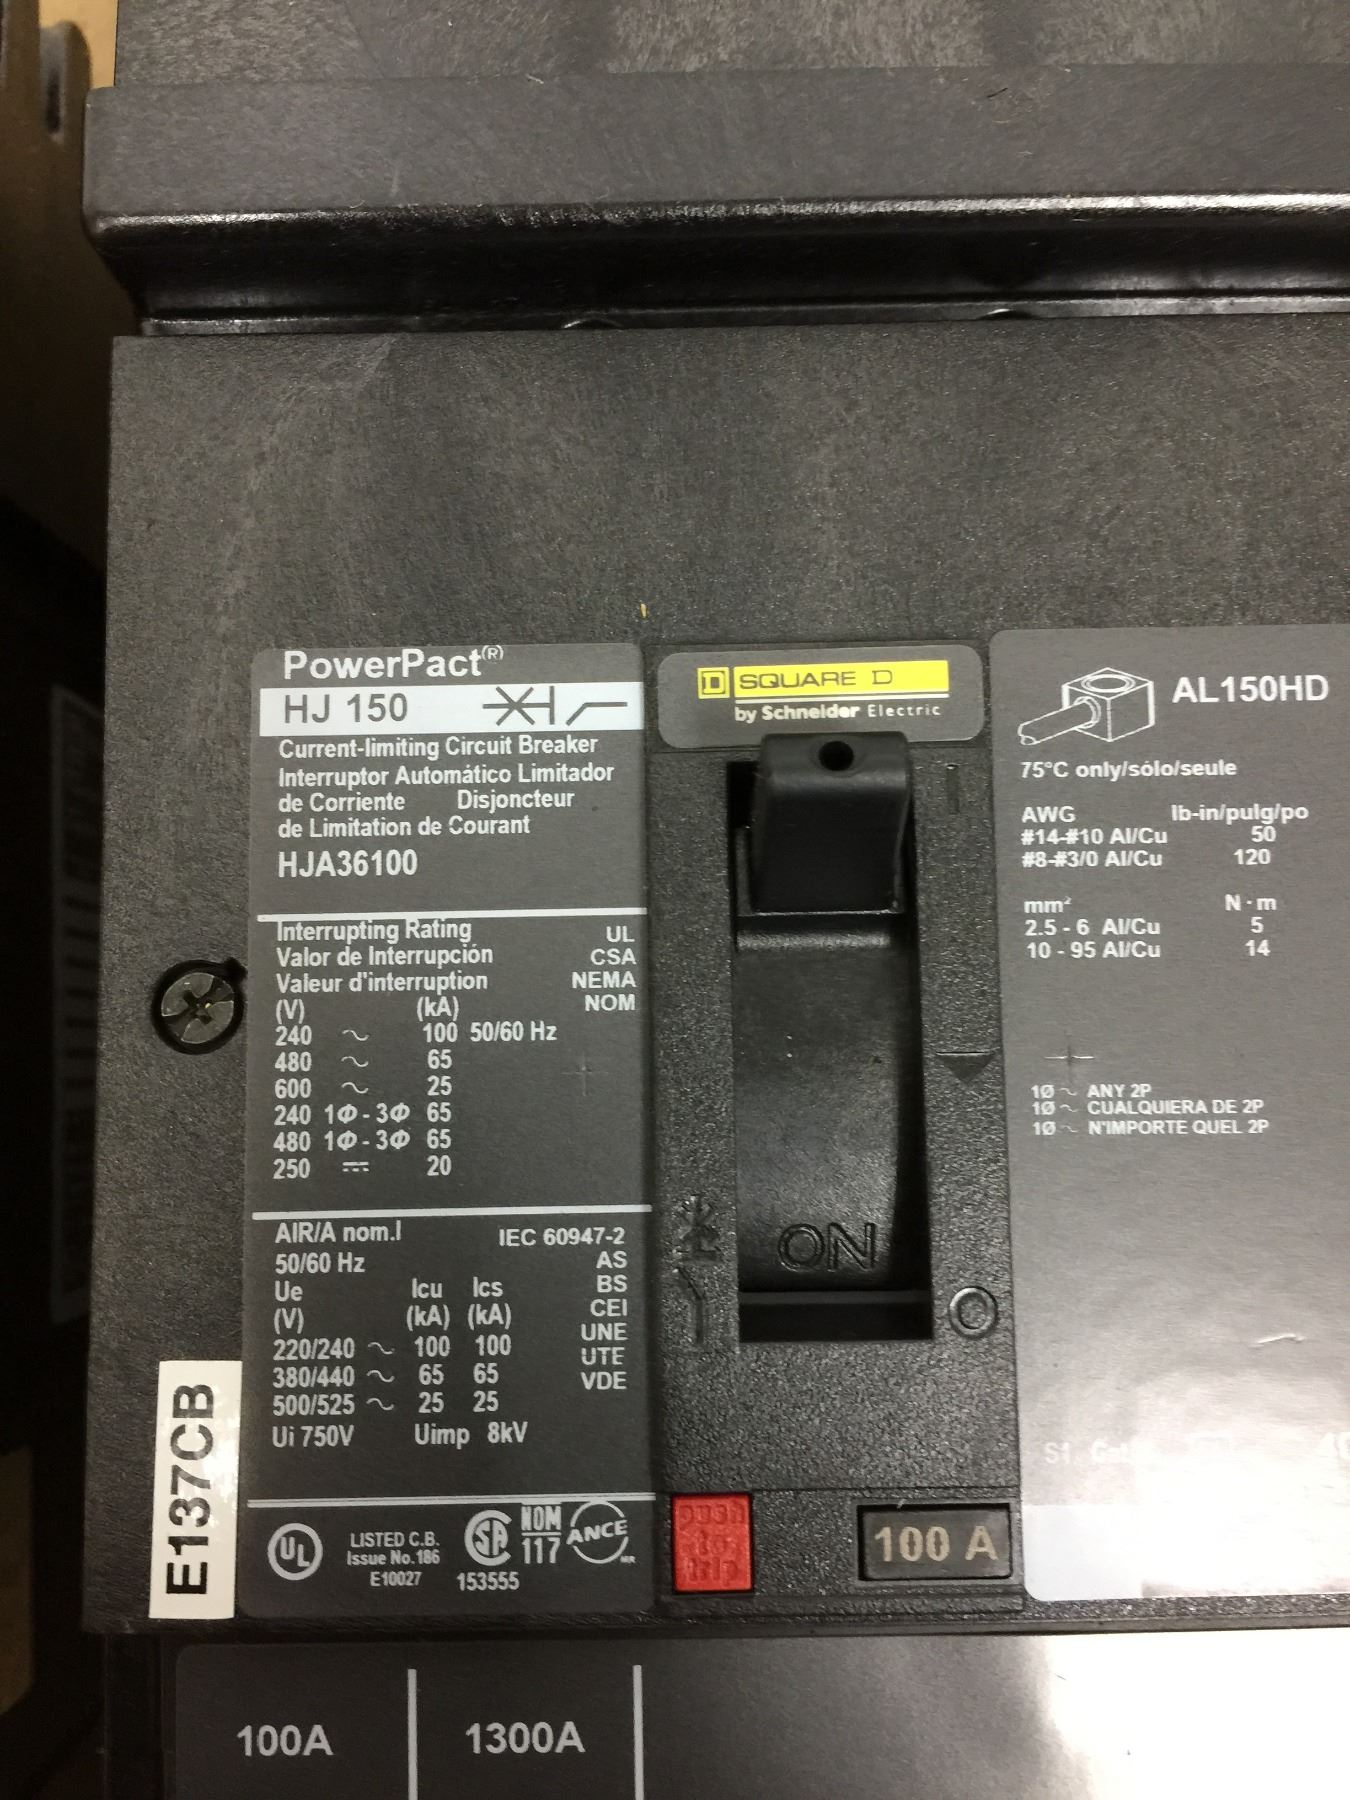 PowerPact(R)
HJ 150
Current-limiting Circuit Breaker
Interruptor Automático Limitador
de Corriente Disjoncteur
de Limitation de Courant
HJA36100
Interrupting Rating UL
Valor de Interrupción CSA
Valeur d'interruption NEMA
(V) (kA) NOM
240 ~ 100 50/60 Hz
480 ~ 65
600 ~ 25
240 1Φ - 3Φ 65
480 1Φ - 3Φ 65
250 ⎓ 20
AIR/A nom.I IEC 60947-2
50/60 Hz AS
Ue Icu Ics BS
(V) (kA) (kA) CEI
220/240 ~ 100 100 UNE
380/440 ~ 65 65 UTE
500/525 ~ 25 25 VDE
Ui 750V Uimp 8kV
UL LISTED C.B.
Issue No.186
E10027
SA
153555
NOM
117
ANCE
MR
E137CB
D SQUARE D
by Schneider Electric
I
ON
O
push
to
trip
100 A
AL150HD
75°C only/sólo/seule
AWG lb-in/pulg/po
#14-#10 Al/Cu 50
#8-#3/0 Al/Cu 120
mm² N·m
2.5 - 6 Al/Cu 5
10 - 95 Al/Cu 14
1Ø ~ ANY 2P
1Ø ~ CUALQUIERA DE 2P
1Ø ~ N'IMPORTE QUEL 2P
100A 1300A